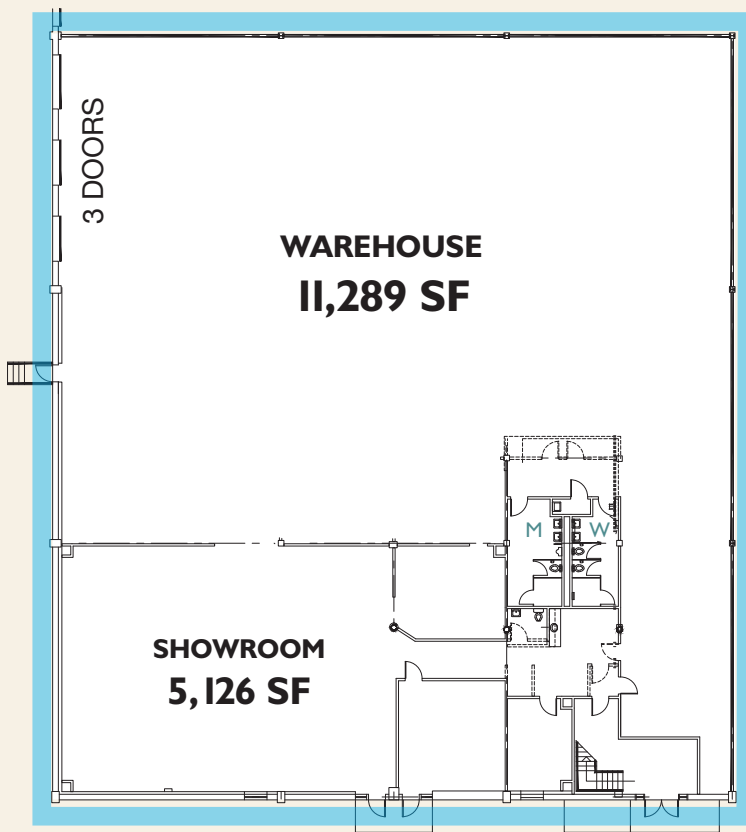 3 DOORS
WAREHOUSE
11,289 SF
M W
SHOWROOM
5,126 SF